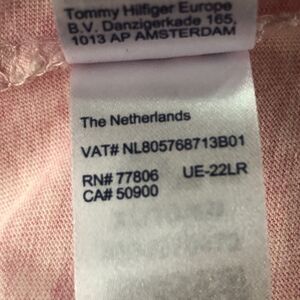 Tommy Hilfiger Europe
B.V. Danzigerkade 165,
1013 AP AMSTERDAM
The Netherlands
VAT# NL805768713B01
RN# 77806 UE-22LR
CA# 50900